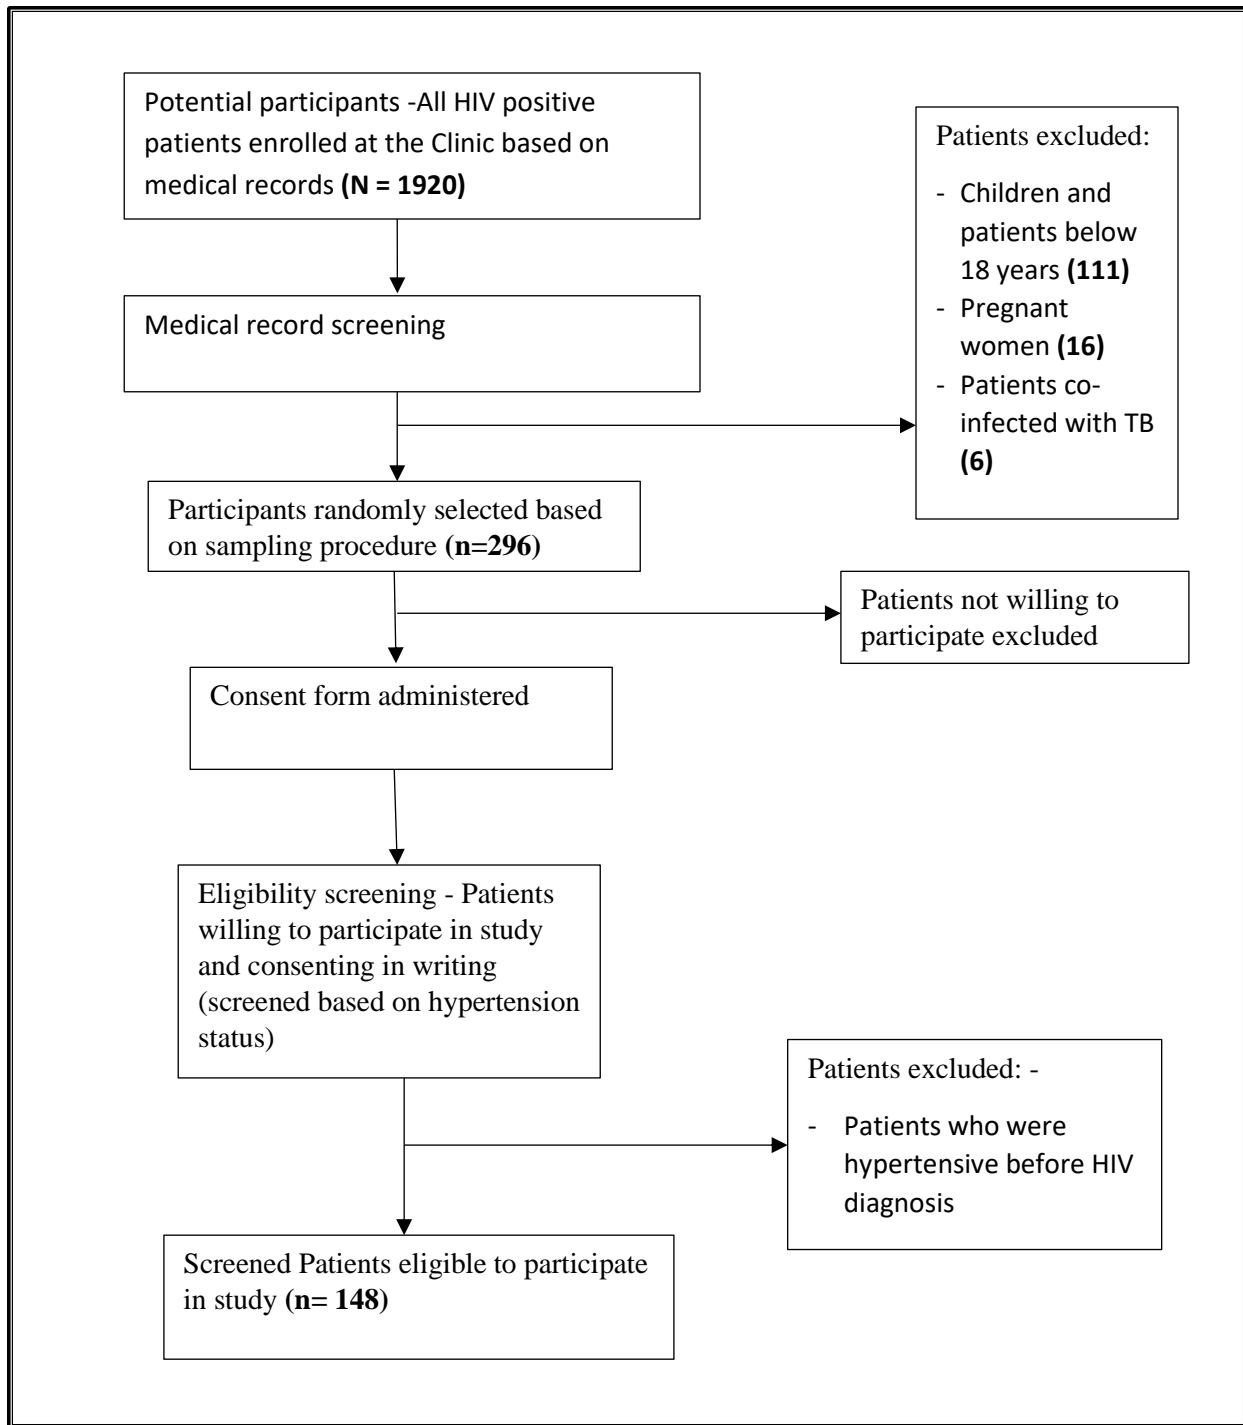 Potential participants -All HIV positive
patients enrolled at the Clinic based on
medical records (N = 1920)
Patients excluded:
- Children and
patients below
18 years (111)
- Pregnant
women (16)
- Patients co-
infected with TB
(6)
Medical record screening
Participants randomly selected based
on sampling procedure (n=296)
Patients not willing to
participate excluded
Consent form administered
Eligibility screening - Patients
willing to participate in study
and consenting in writing
(screened based on hypertension
status)
Patients excluded: -
- Patients who were
hypertensive before HIV
diagnosis
Screened Patients eligible to participate
in study (n= 148)